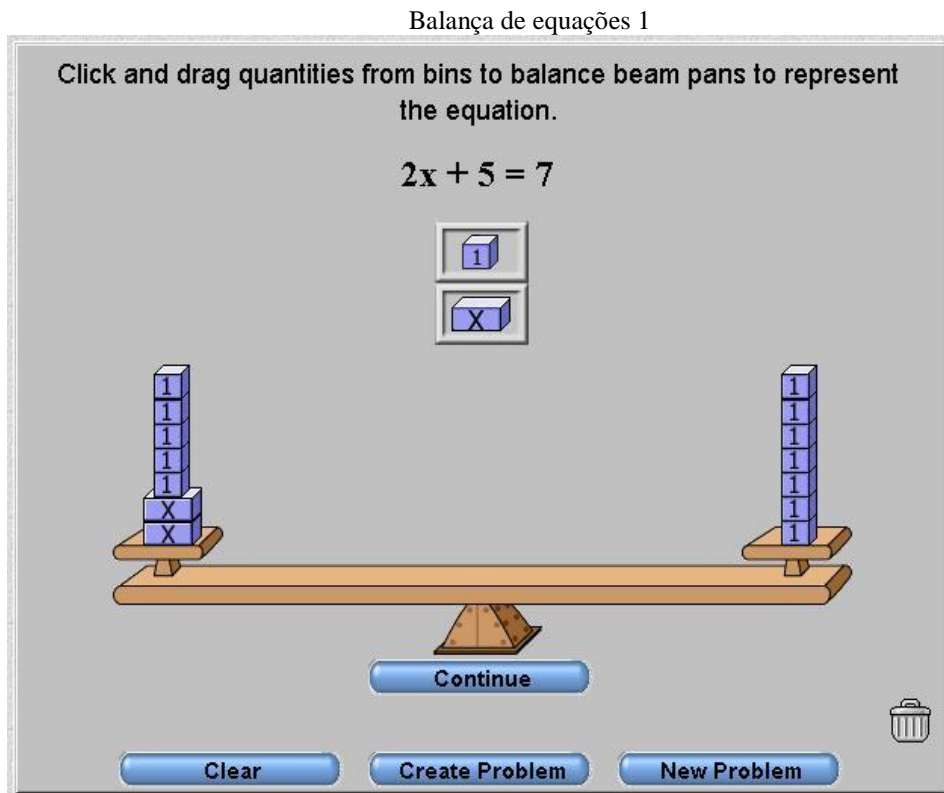 Balança de equações 1
Click and drag quantities from bins to balance beam pans to represent
the equation.
2x + 5 = 7
1
X
1 1
1 1
1 1
1 1
1 1
X 1
X 1
Continue
Clear Create Problem New Problem